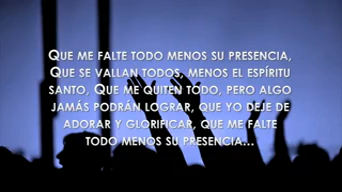 Que me falte todo menos su presencia,
Que se vallan todos, menos el espíritu
santo, Que me quiten todo, pero algo
jamás podrán lograr, que yo deje de
adorar y glorificar, que me falte
todo menos su presencia...